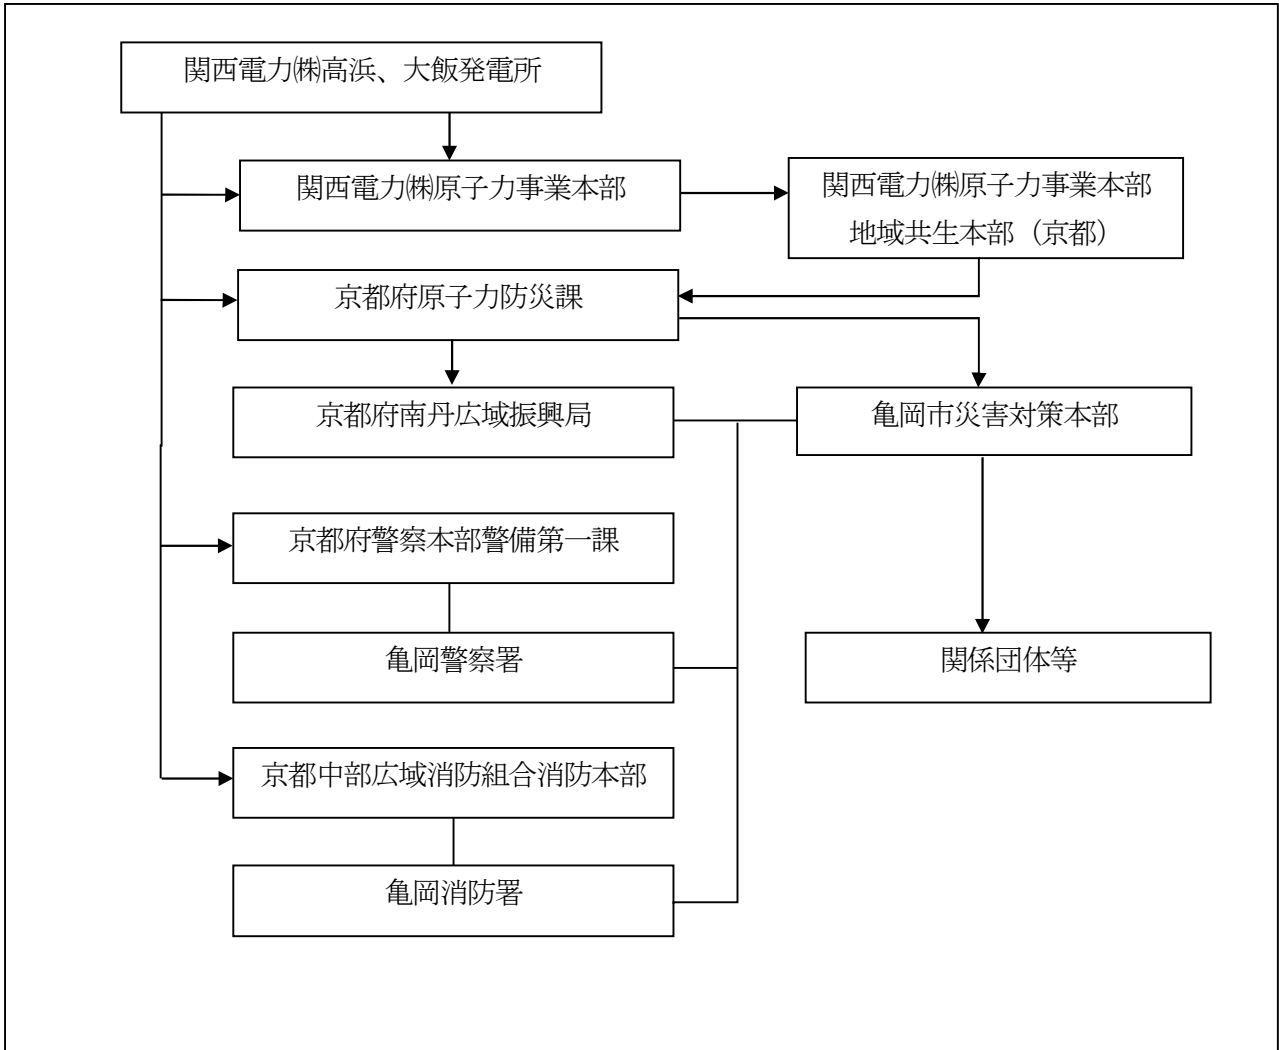 関西電力㈱高浜、大飯発電所
関西電力㈱原子力事業本部
関西電力㈱原子力事業本部
地域共生本部（京都）
京都府原子力防災課
京都府南丹広域振興局
亀岡市災害対策本部
京都府警察本部警備第一課
亀岡警察署
関係団体等
京都中部広域消防組合消防本部
亀岡消防署